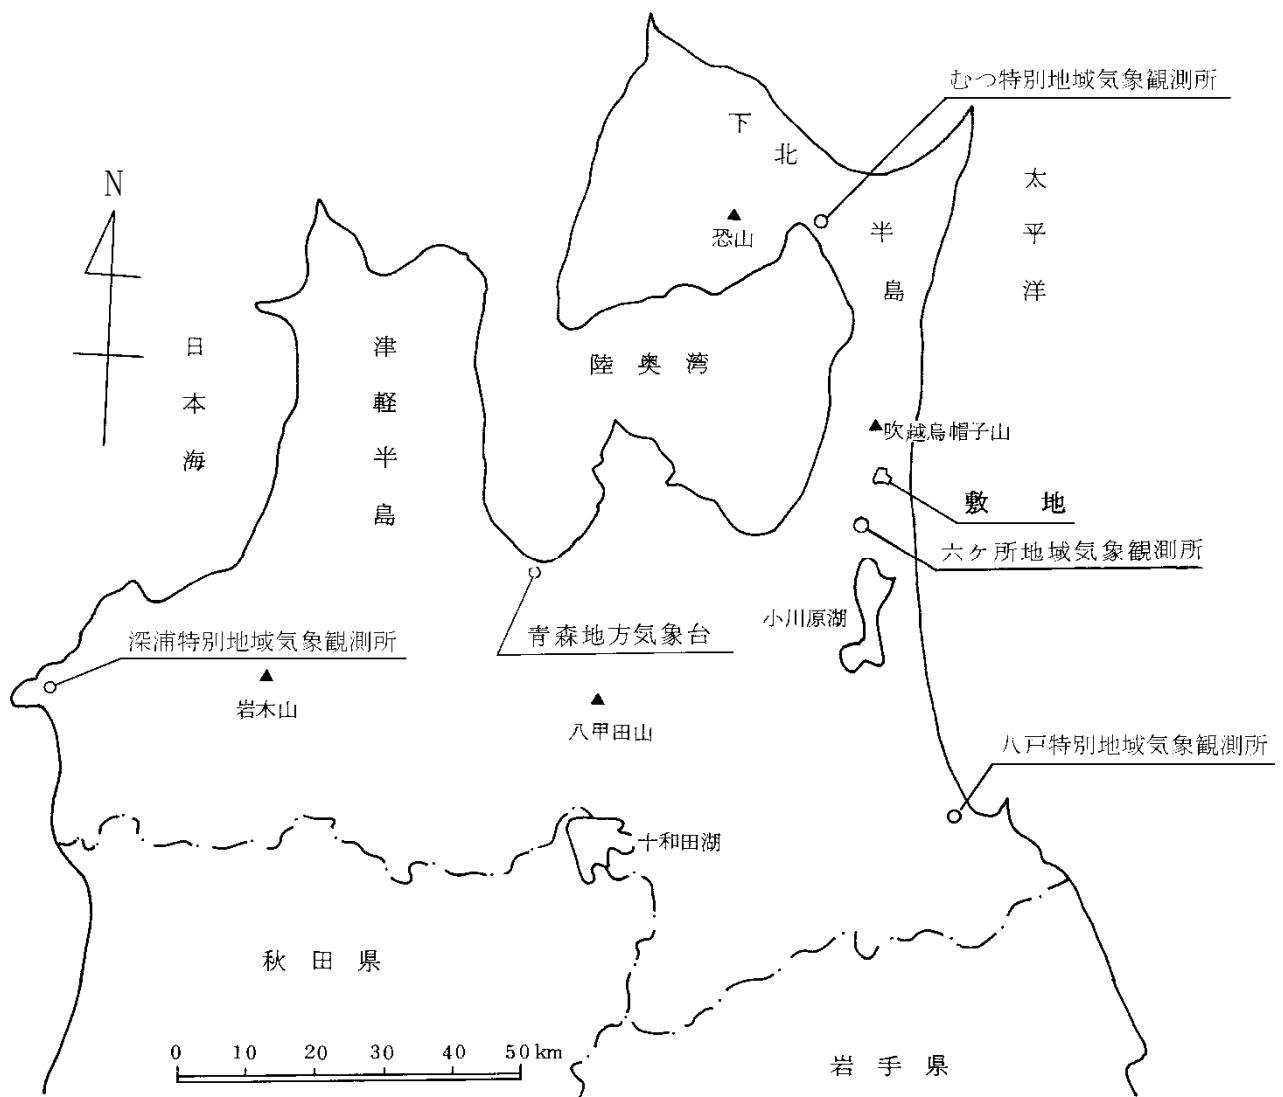 むつ特別地域気象観測所
下北半島
太平洋
N
恐山
日本海
津軽半島
陸奥湾
吹越烏帽子山
敷地
六ケ所地域気象観測所
小川原湖
深浦特別地域気象観測所
青森地方気象台
岩木山
八甲田山
八戸特別地域気象観測所
十和田湖
秋田県
0 10 20 30 40 50km
岩手県